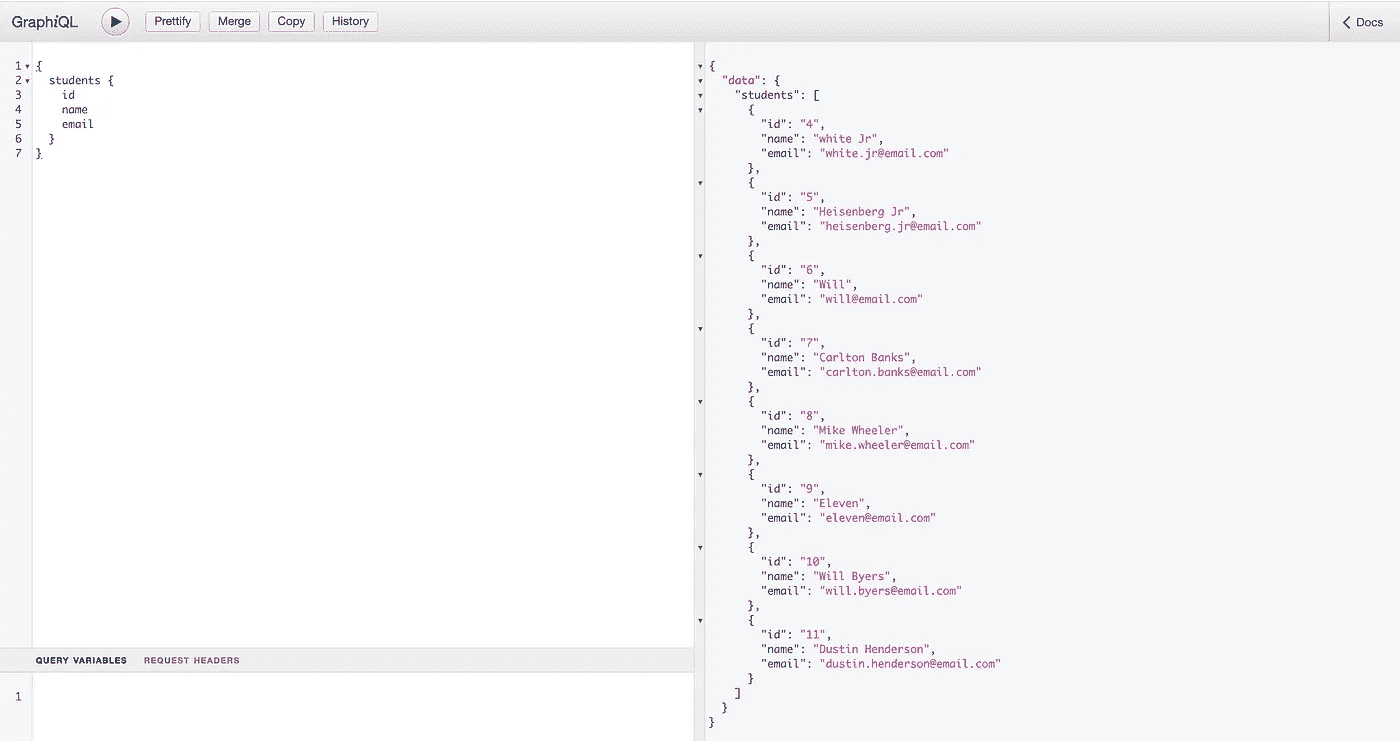 GraphiQL Prettify Merge Copy History Docs
1 {
2   students {
3     id
4     name
5     email
6   }
7 }
QUERY VARIABLES REQUEST HEADERS
1
{
  "data": {
    "students": [
      {
        "id": "4",
        "name": "white Jr",
        "email": "white.jr@email.com"
      },
      {
        "id": "5",
        "name": "Heisenberg Jr",
        "email": "heisenberg.jr@email.com"
      },
      {
        "id": "6",
        "name": "Will",
        "email": "will@email.com"
      },
      {
        "id": "7",
        "name": "Carlton Banks",
        "email": "carlton.banks@email.com"
      },
      {
        "id": "8",
        "name": "Mike Wheeler",
        "email": "mike.wheeler@email.com"
      },
      {
        "id": "9",
        "name": "Eleven",
        "email": "eleven@email.com"
      },
      {
        "id": "10",
        "name": "Will Byers",
        "email": "will.byers@email.com"
      },
      {
        "id": "11",
        "name": "Dustin Henderson",
        "email": "dustin.henderson@email.com"
      }
    ]
  }
}